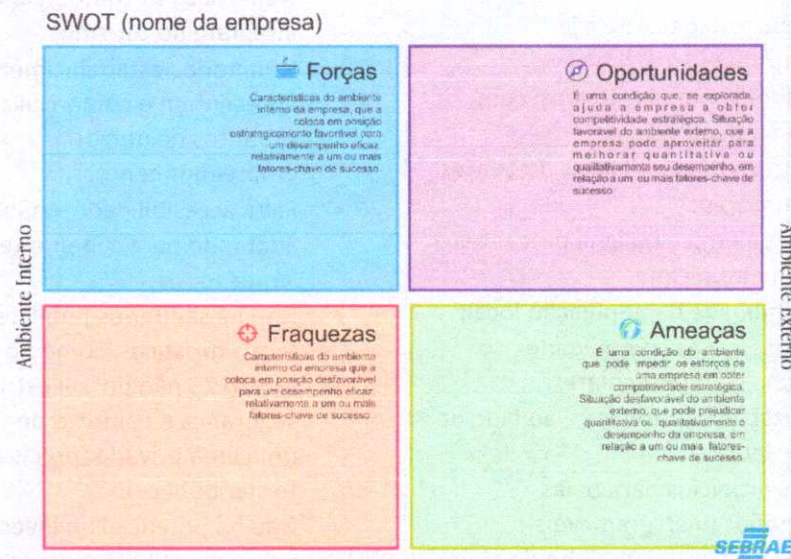 SWOT (nome da empresa)
Forças
Características do ambiente
interno da empresa, que a
coloca em posição
estrategicamente favorável para
um desempenho eficaz,
relativamente a um ou mais
fatores-chave de sucesso.
Oportunidades
É uma condição que, se explorada,
ajuda a empresa a obter
competitividade estratégica. Situação
favorável do ambiente externo, que a
empresa pode aproveitar para
melhorar quantitativa ou
qualitativamente seu desempenho, em
relação a um ou mais fatores-chave de
sucesso
Ambiente Interno
Ambiente Externo
Fraquezas
Características do ambiente
interno da empresa que a
coloca em posição desfavorável
para um desempenho eficaz,
relativamente a um ou mais
fatores-chave de sucesso
Ameaças
É uma condição do ambiente
que pode impedir os esforços de
uma empresa em obter
competitividade estratégica.
Situação desfavorável do ambiente
externo, que pode prejudicar
quantitativa ou qualitativamente o
desempenho da empresa, em
relação a um ou mais fatores-
chave de sucesso.
SEBRAE